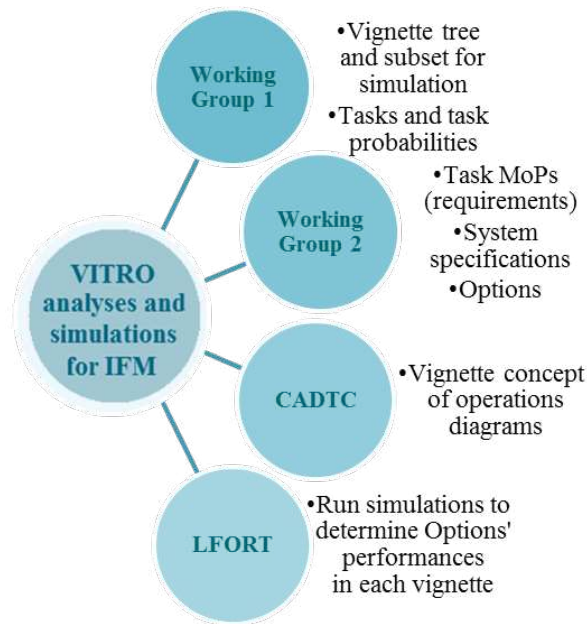 Working
Group 1
•Vignette tree
and subset for
simulation
•Tasks and task
probabilities
Working
Group 2
•Task MoPs
(requirements)
•System
specifications
•Options
VITRO
analyses and
simulations
for IFM
CADTC
•Vignette concept
of operations
diagrams
LFORT
•Run simulations to
determine Options'
performances
in each vignette